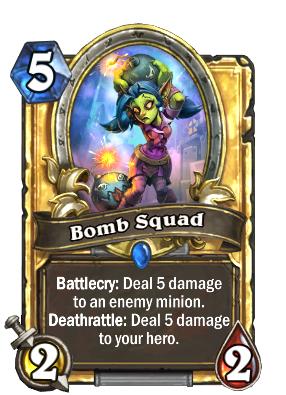 5
Bomb Squad
Battlecry: Deal 5 damage
to an enemy minion.
Deathrattle: Deal 5 damage
to your hero.
2 2